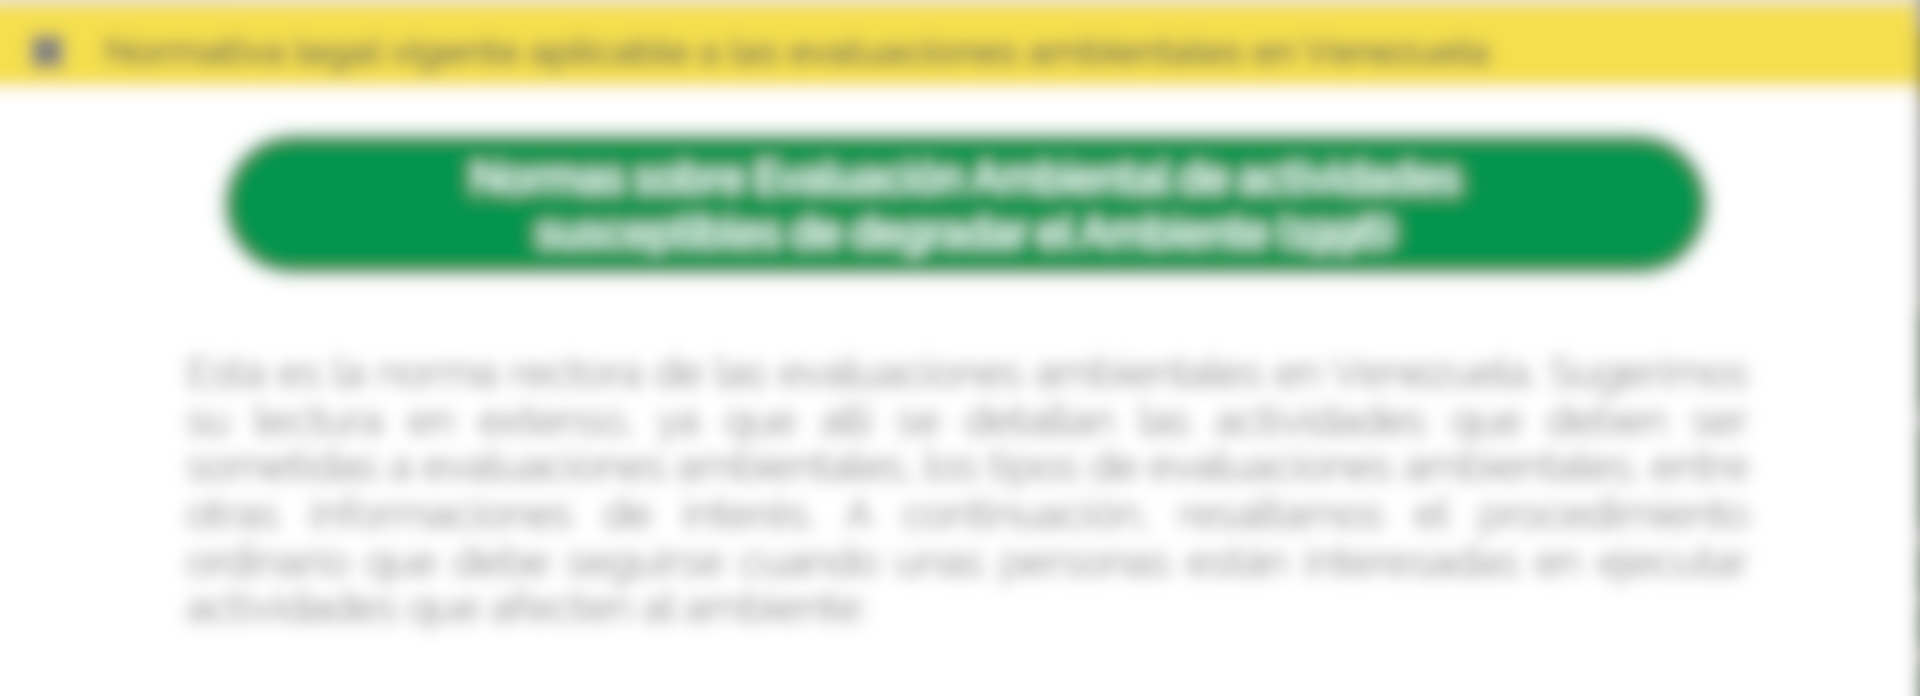 Normativa legal vigente aplicable a las evaluaciones ambientales en Venezuela
Normas sobre Evaluación Ambiental de actividades
susceptibles de degradar el Ambiente (1996)
Esta es la norma rectora de las evaluaciones ambientales en Venezuela. Sugerimos
su lectura en extenso, ya que allí se detallan las actividades que deben ser
sometidas a evaluaciones ambientales, los tipos de evaluaciones ambientales, entre
otras informaciones de interés. A continuación, resaltamos el procedimiento
ordinario que debe seguirse cuando unas personas están interesadas en ejecutar
actividades que afecten al ambiente: